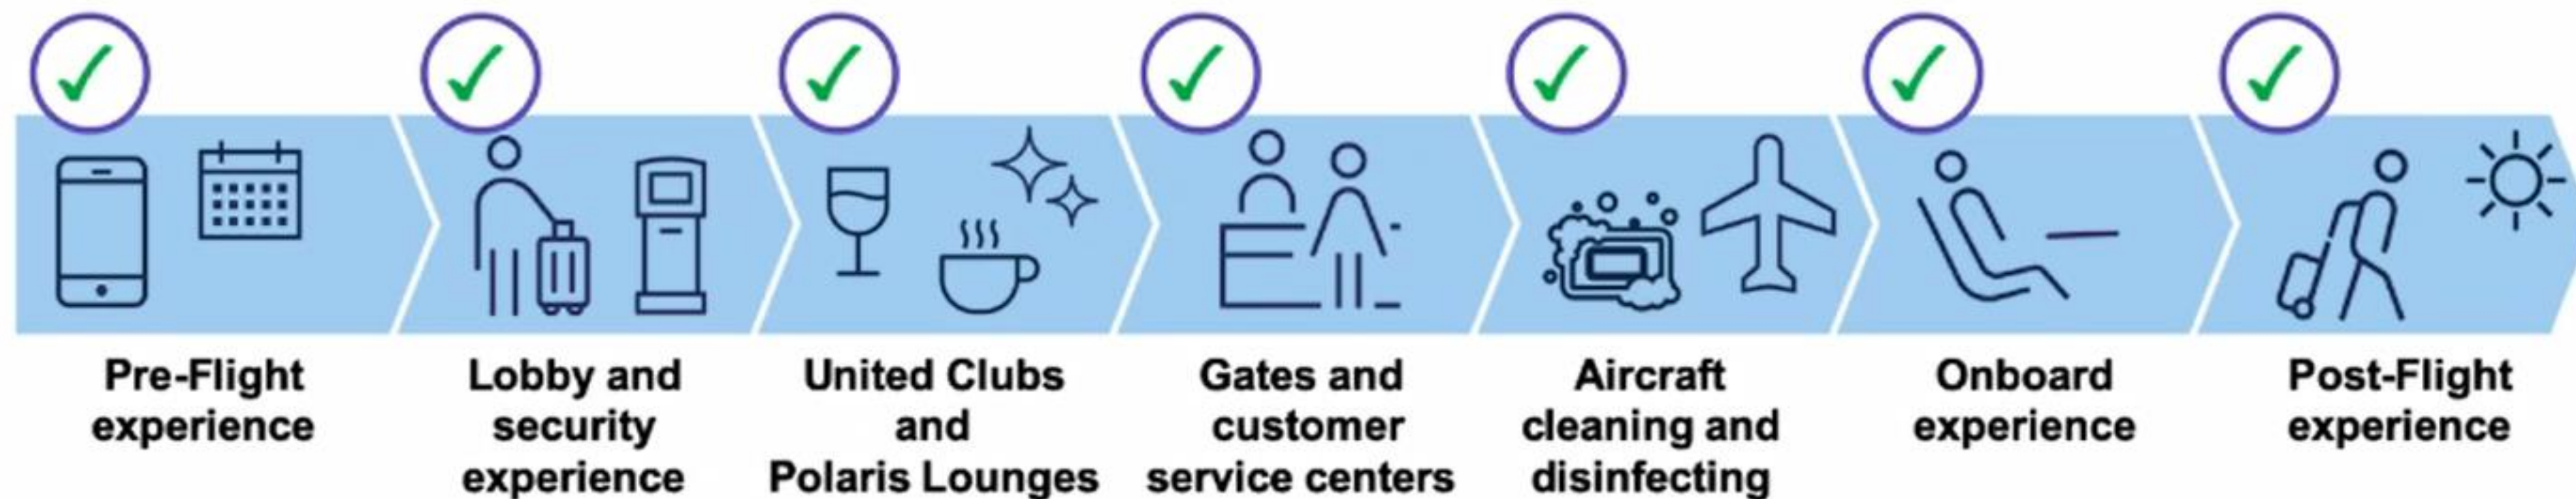 Pre-Flight
experience
Lobby and
security
experience
United Clubs
and
Polaris Lounges
Gates and
customer
service centers
Aircraft
cleaning and
disinfecting
Onboard
experience
Post-Flight
experience